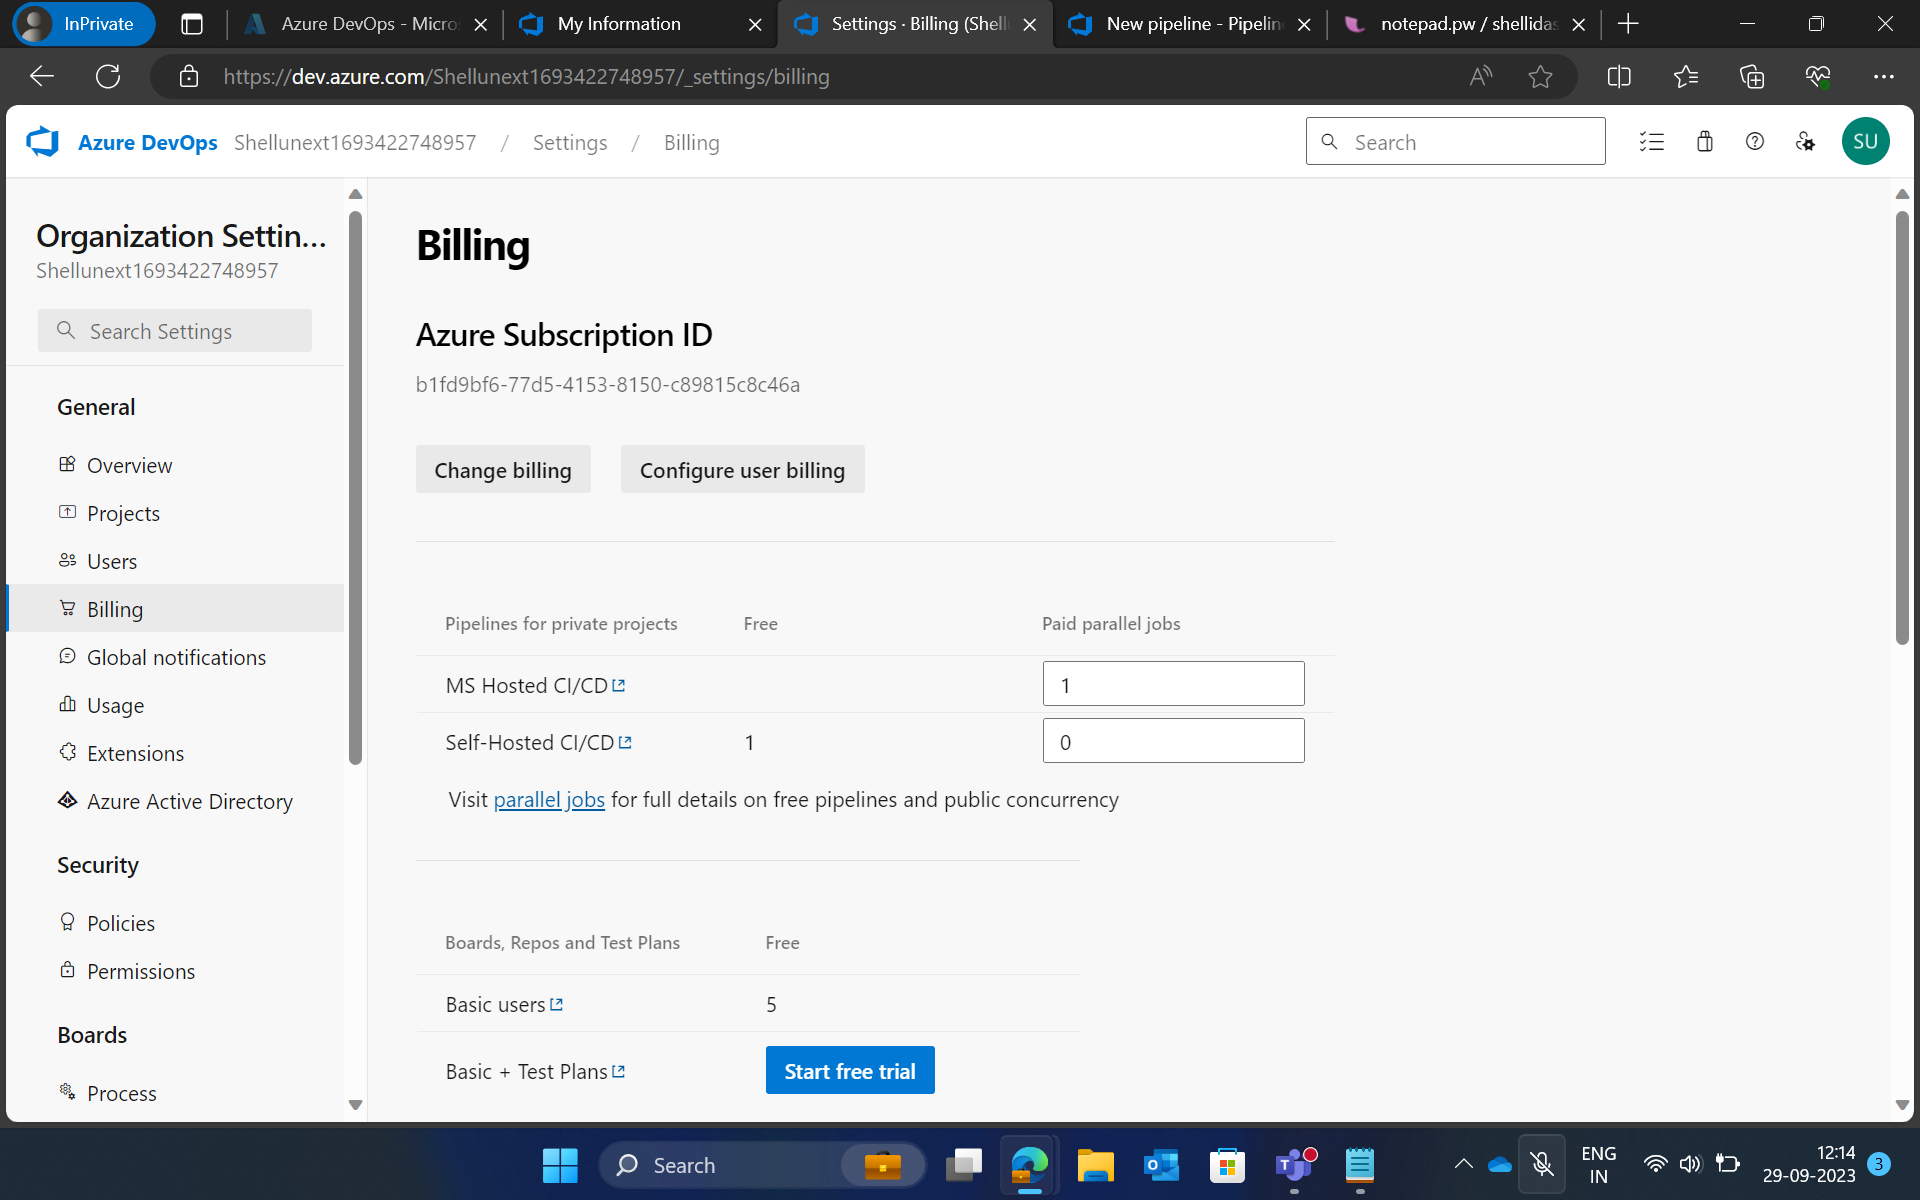 InPrivate
Azure DevOps - Micro
My Information
Settings · Billing (Shell
New pipeline - Pipelin
notepad.pw / shellidas
https://dev.azure.com/Shellunext1693422748957/_settings/billing
Azure DevOps Shellunext1693422748957 / Settings / Billing
Search
SU
Organization Settin...
Shellunext1693422748957
Search Settings
General
Overview
Projects
Users
Billing
Global notifications
Usage
Extensions
Azure Active Directory
Security
Policies
Permissions
Boards
Process
Billing
Azure Subscription ID
b1fd9bf6-77d5-4153-8150-c89815c8c46a
Change billing
Configure user billing
Pipelines for private projects Free Paid parallel jobs
MS Hosted CI/CD 1
Self-Hosted CI/CD 1 0
Visit parallel jobs for full details on free pipelines and public concurrency
Boards, Repos and Test Plans Free
Basic users 5
Basic + Test Plans Start free trial
Search
ENG
IN
12:14
29-09-2023
3